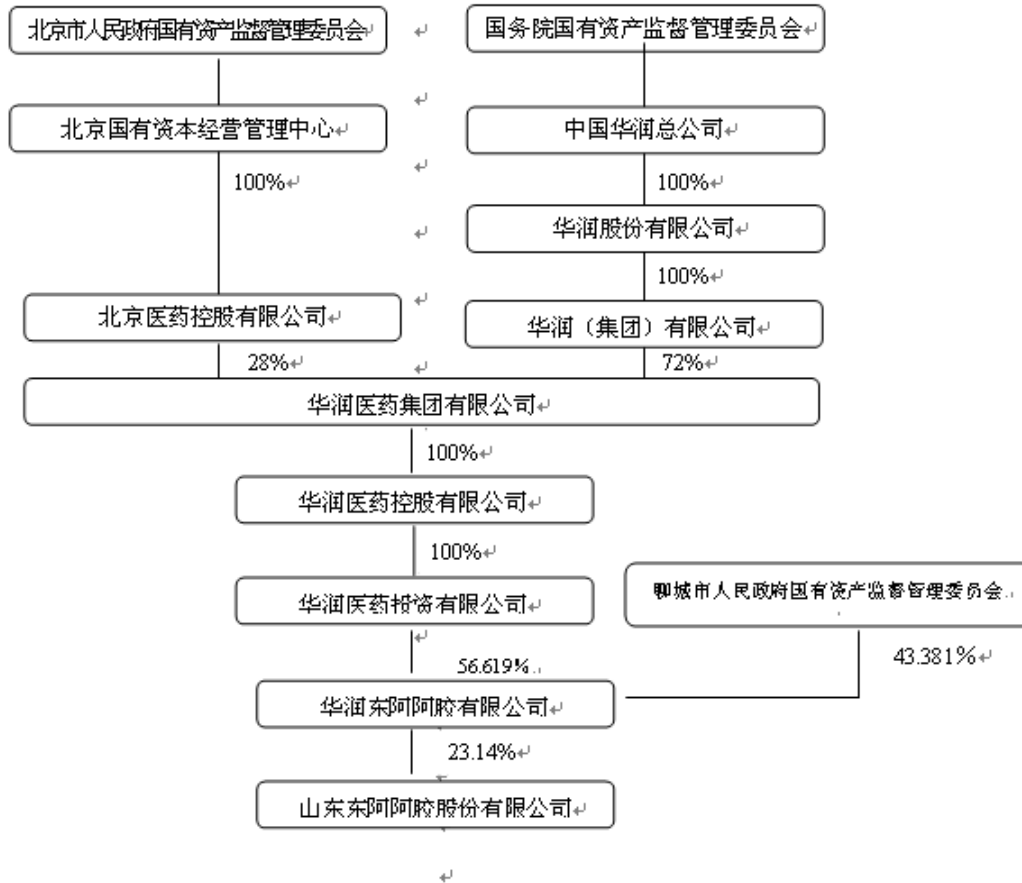 北京市人民政府国有资产监督管理委员会
国务院国有资产监督管理委员会
北京国有资本经营管理中心
中国华润总公司
100%
100%
华润股份有限公司
100%
北京医药控股有限公司
华润（集团）有限公司
28%
72%
华润医药集团有限公司
100%
华润医药控股有限公司
100%
华润医药投资有限公司
聊城市人民政府国有资产监督管理委员会
56.619%
43.381%
华润东阿阿胶有限公司
23.14%
山东东阿阿胶股份有限公司